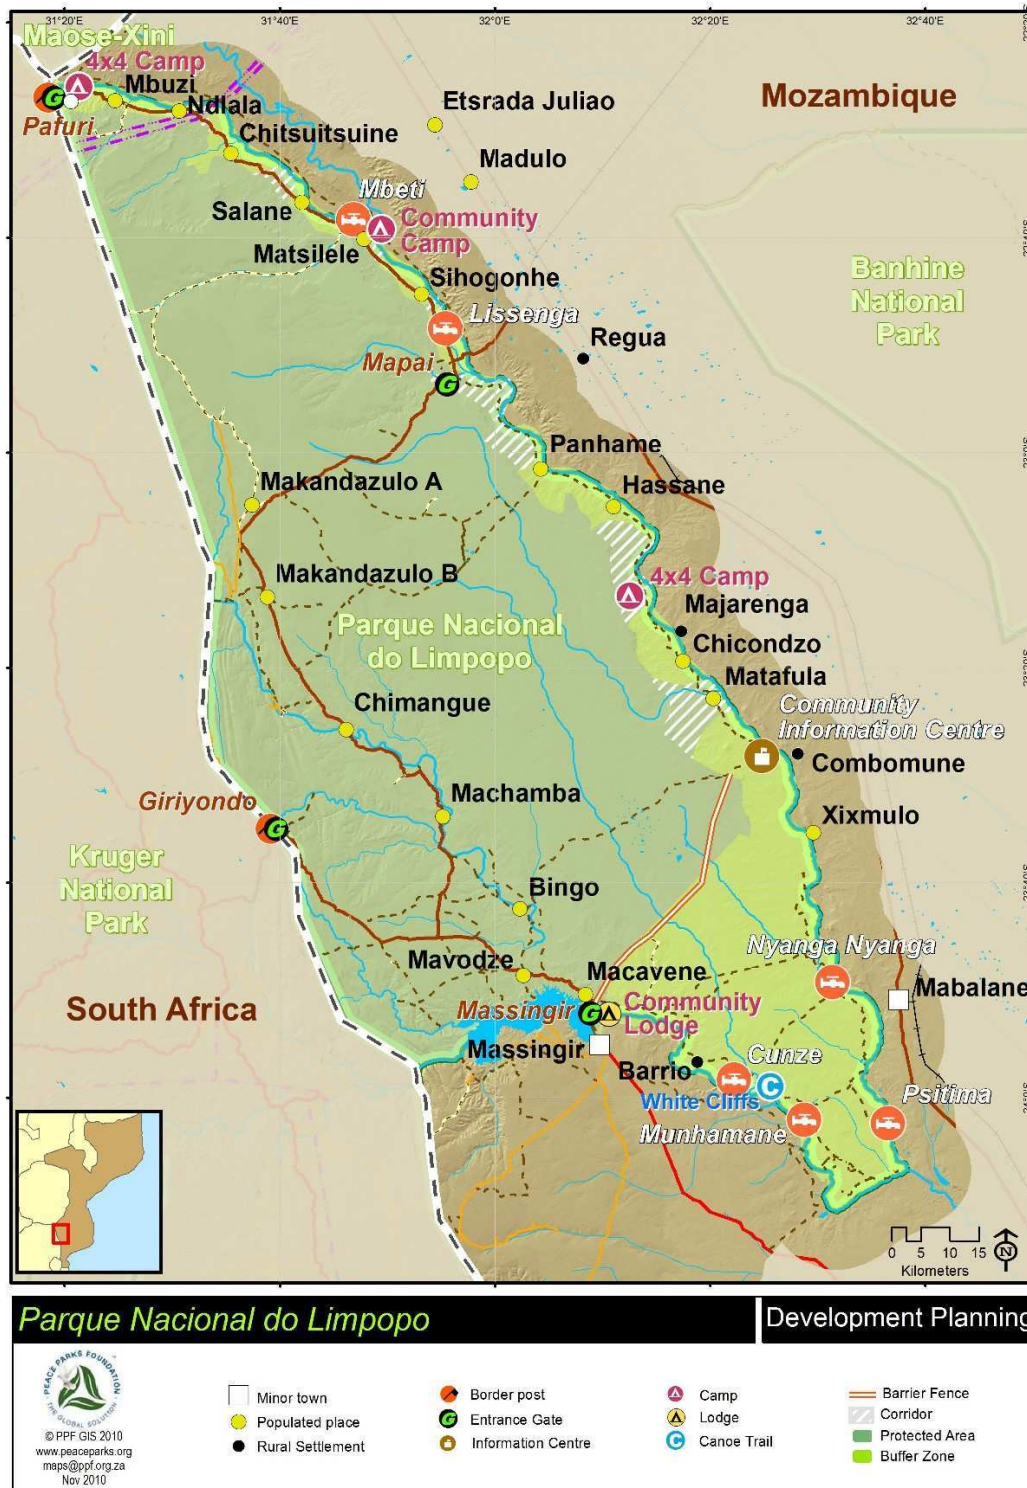 31°20'E
31°40'E
32°0'E
32°20'E
32°40'E
Maose-Xini
4x4 Camp
Mbuzi
Pafuri
Ndlala
Chitsuitsuine
Etsrada Juliao
Mozambique
Madulo
Mbeti
Salane
Community
Camp
Matsilele
Sihogonhe
Banhine
National
Park
Lissenga
Regua
Mapai
Panhame
Makandazulo A
Hassane
Makandazulo B
4x4 Camp
Majarenga
Parque Nacional
do Limpopo
Chicondzo
Matafula
Chimangue
Community
Information Centre
Combomune
Giriyondo
Machamba
Xixmulo
Kruger
National
Park
Bingo
Nyanga Nyanga
Mavodze
Macavene
Mabalane
South Africa
Massingir
Community
Lodge
Massingir
Barrio
Cunze
White Cliffs
Psitima
Munhamane
0 5 10 15
Kilometers
N
Parque Nacional do Limpopo
Development Planning
PEACE PARKS FOUNDATION
THE GLOBAL SOLUTION
© PPF GIS 2010
www.peaceparks.org
maps@ppf.org.za
Nov 2010
Minor town
Populated place
Rural Settlement
Border post
Entrance Gate
Information Centre
Camp
Lodge
Canoe Trail
Barrier Fence
Corridor
Protected Area
Buffer Zone